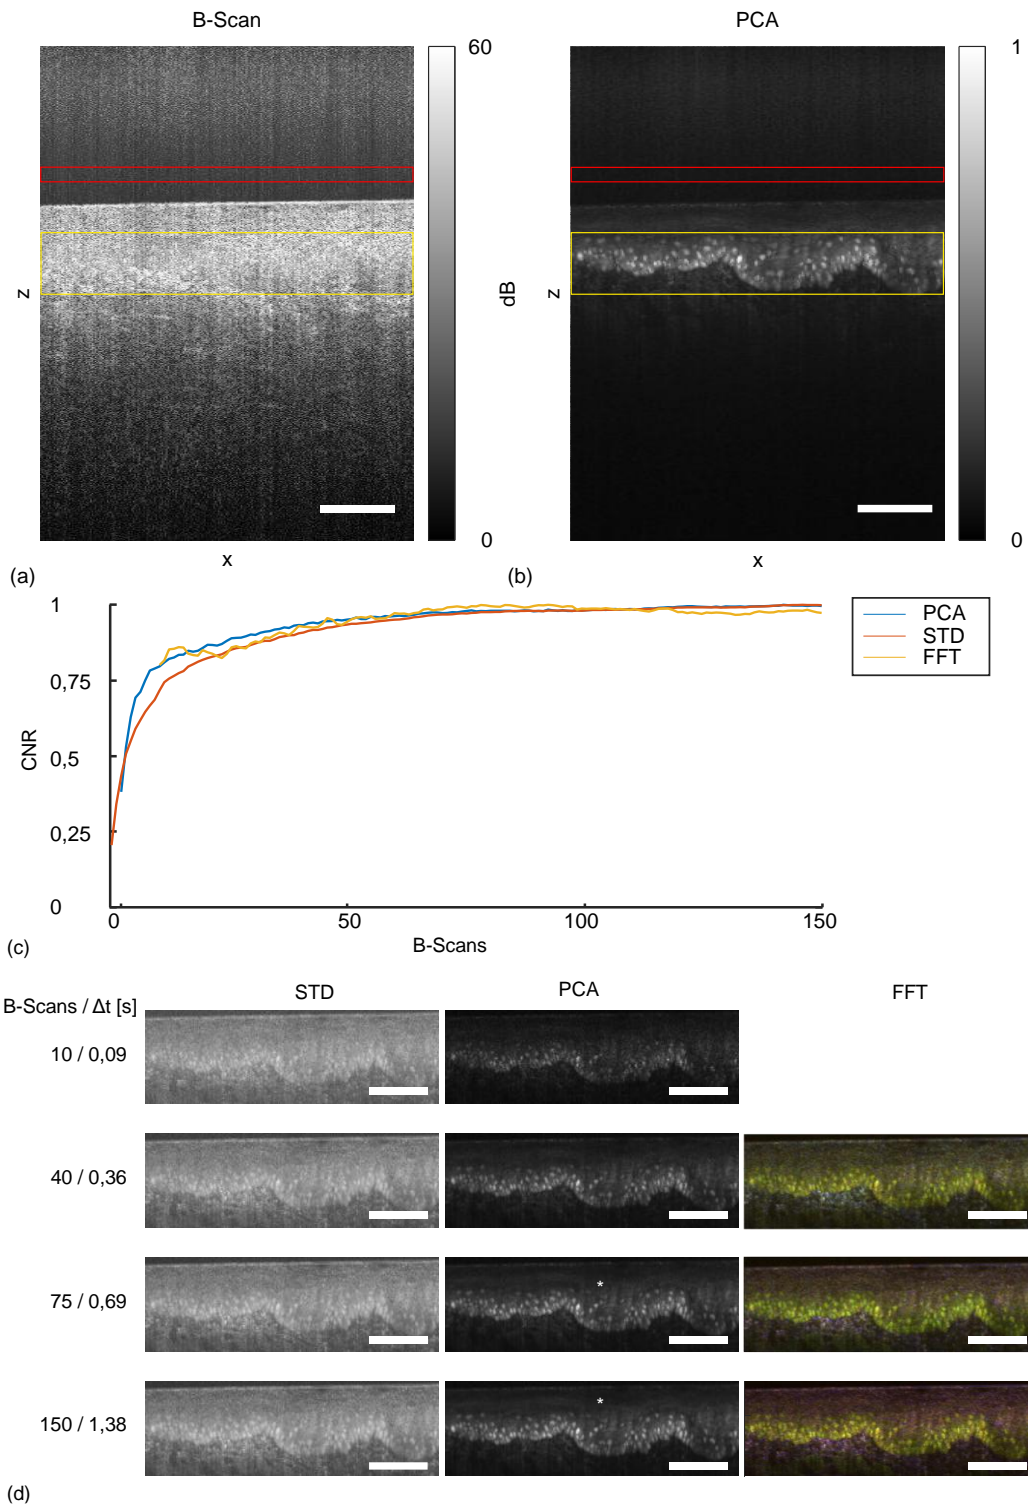 B-Scan
PCA
60
1
z
dB
z
0
0
x
x
(a)
(b)
1
0,75
0,5
0,25
0
CNR
0
50
100
150
B-Scans
PCA
STD
FFT
(c)
B-Scans / Δt [s]
STD
PCA
FFT
10 / 0,09
40 / 0,36
75 / 0,69
*
150 / 1,38
*
(d)